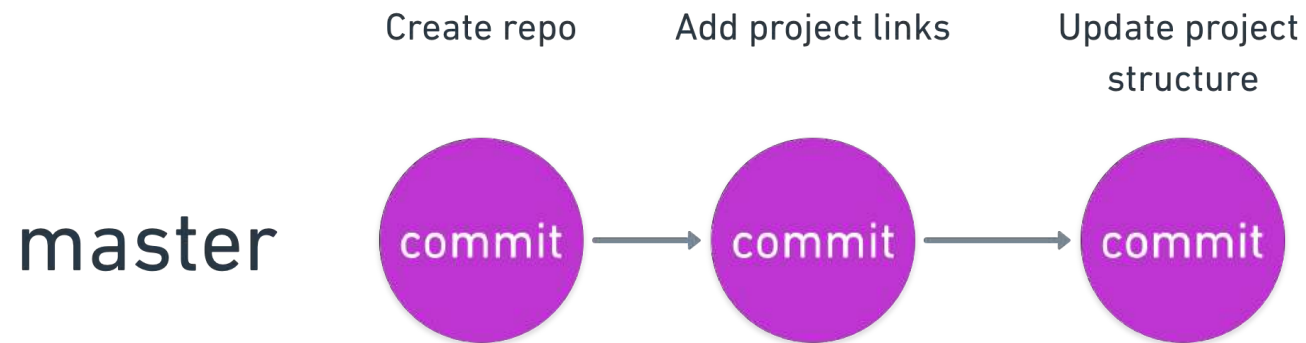 Create repo
Add project links
Update project
structure
master
commit
commit
commit